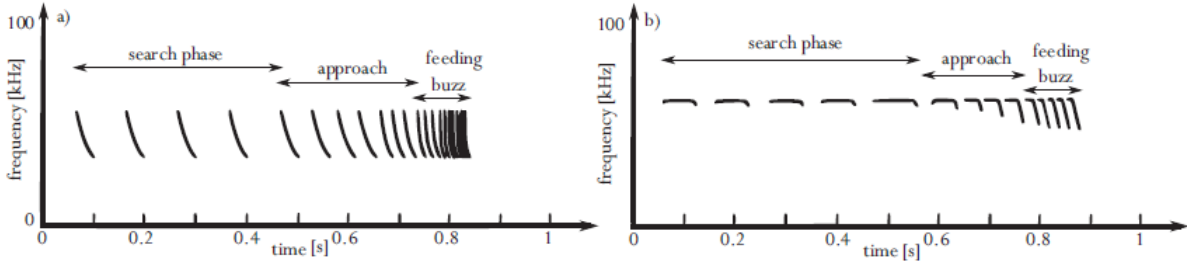 100 a)
search phase
approach
feeding
buzz
frequency [kHz]
0
0 0.2 0.4 0.6 0.8 1
time [s]
100 b)
search phase
approach
feeding
buzz
frequency [kHz]
0
0 0.2 0.4 0.6 0.8 1
time [s]